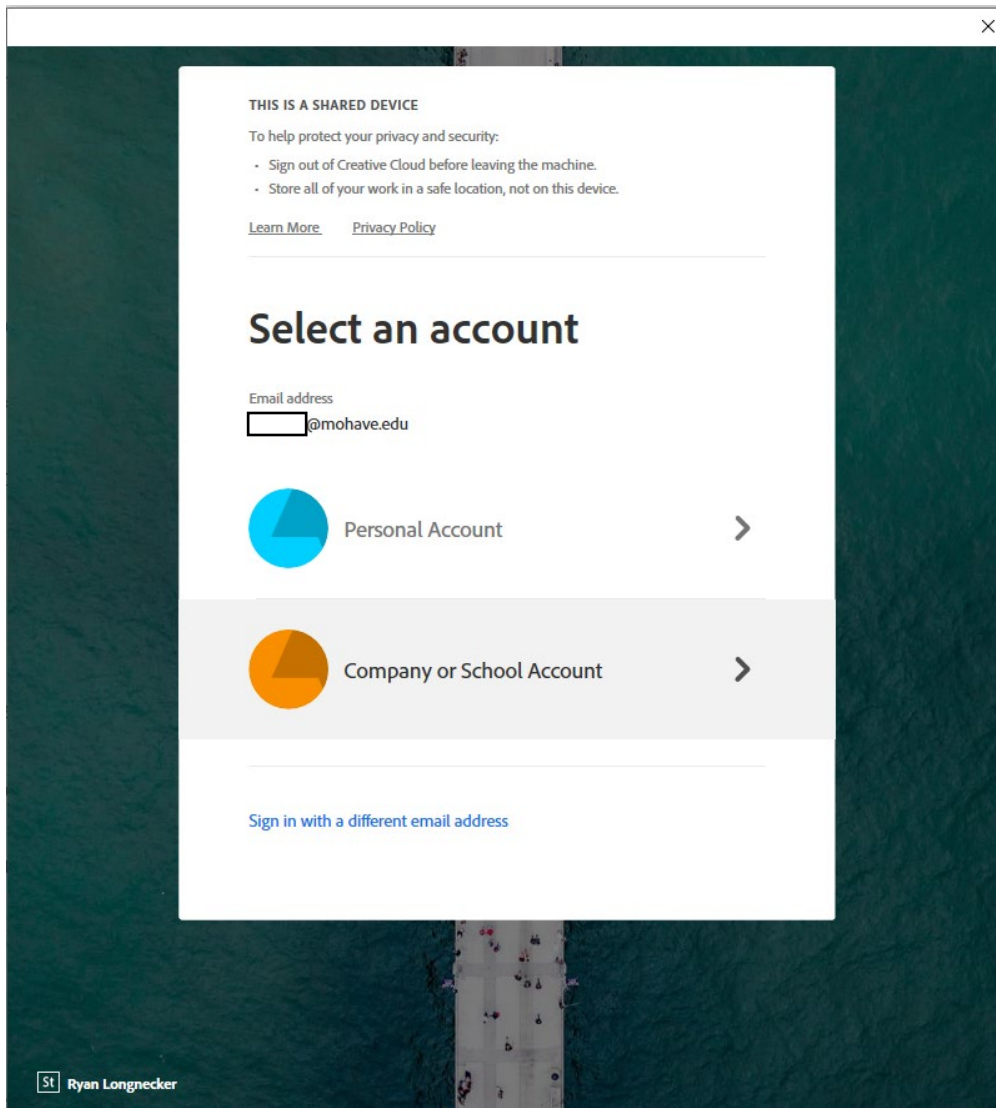 THIS IS A SHARED DEVICE
To help protect your privacy and security:
• Sign out of Creative Cloud before leaving the machine.
• Store all of your work in a safe location, not on this device.
Learn More Privacy Policy
Select an account
Email address
@mohave.edu
Personal Account
Company or School Account
Sign in with a different email address
St Ryan Longnecker